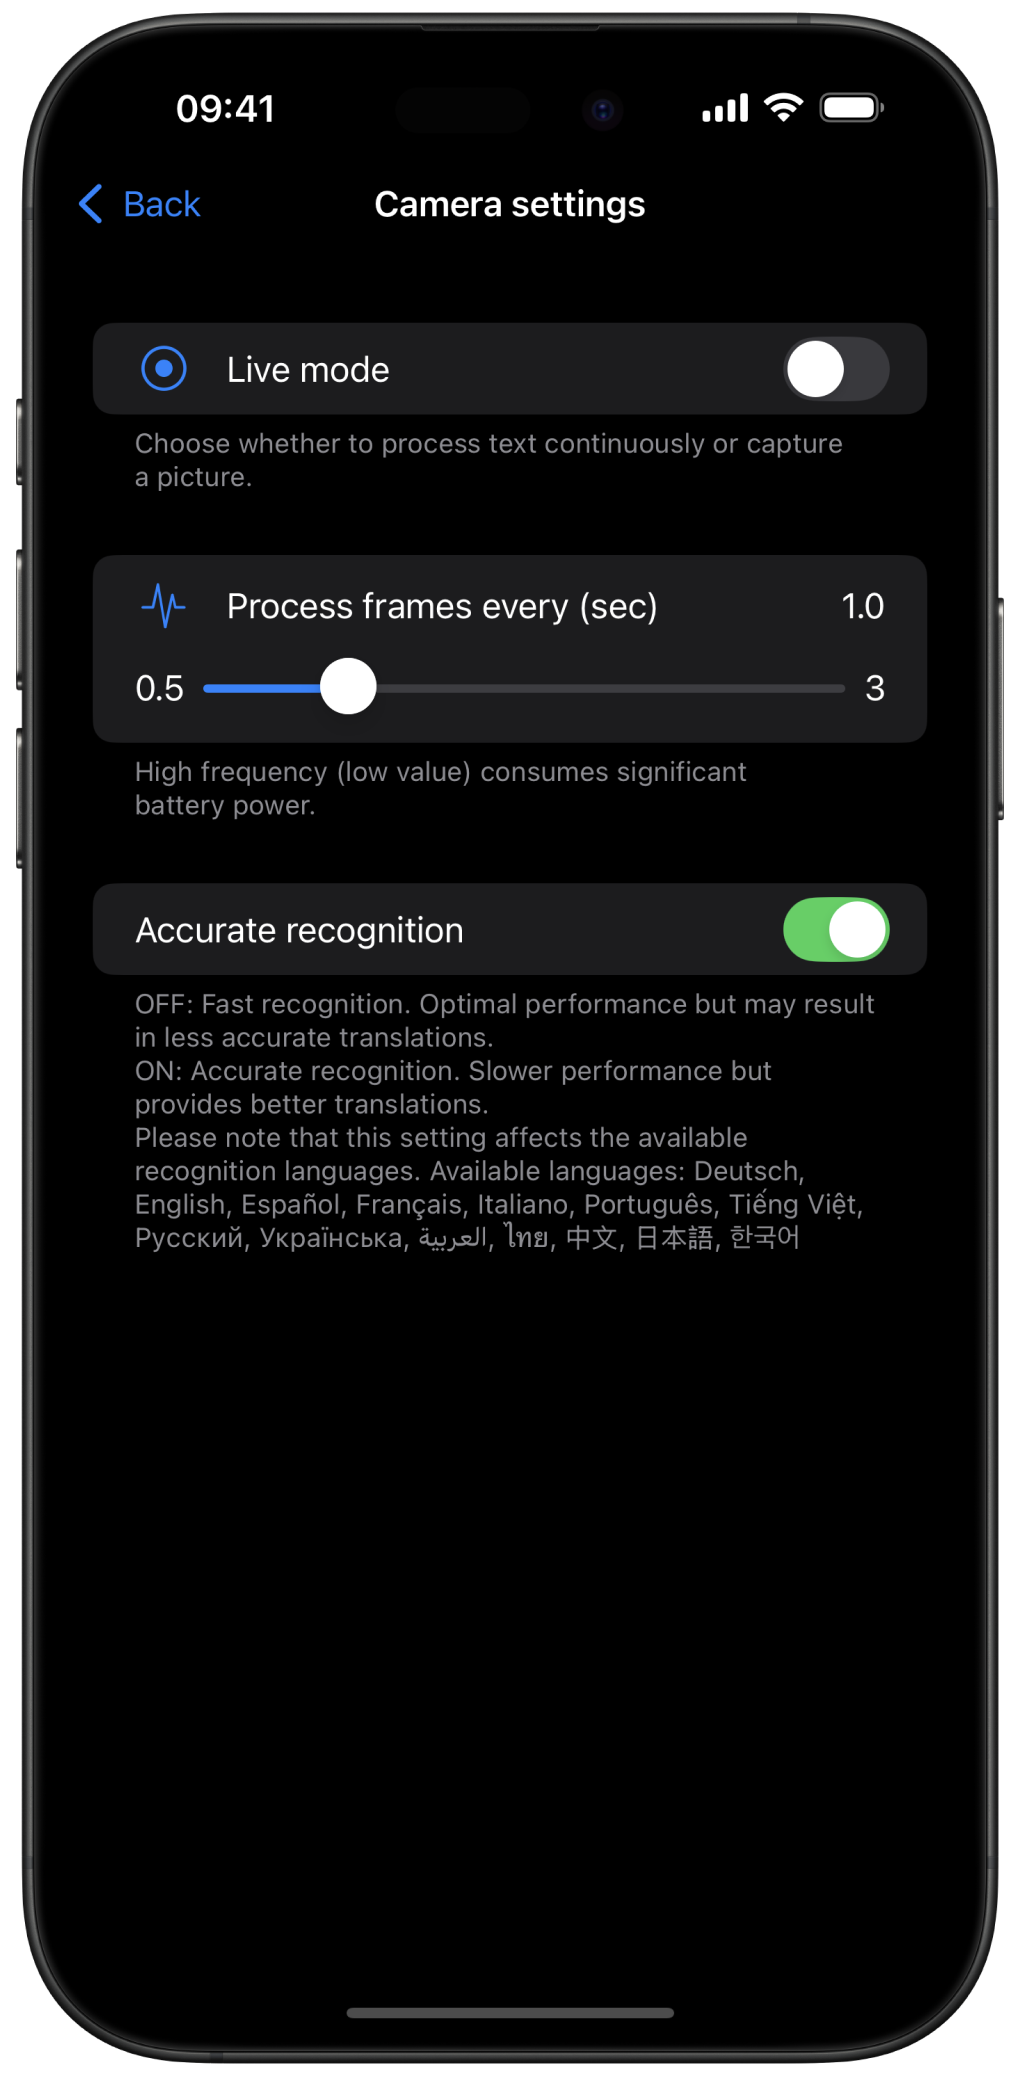 09:41
Back
Camera settings
Live mode
Choose whether to process text continuously or capture
a picture.
Process frames every (sec) 1.0
0.5 3
High frequency (low value) consumes significant
battery power.
Accurate recognition
OFF: Fast recognition. Optimal performance but may result
in less accurate translations.
ON: Accurate recognition. Slower performance but
provides better translations.
Please note that this setting affects the available
recognition languages. Available languages: Deutsch,
English, Español, Français, Italiano, Português, Tiếng Việt,
Русский, Українська, العربية, ไทย, 中文, 日本語, 한국어